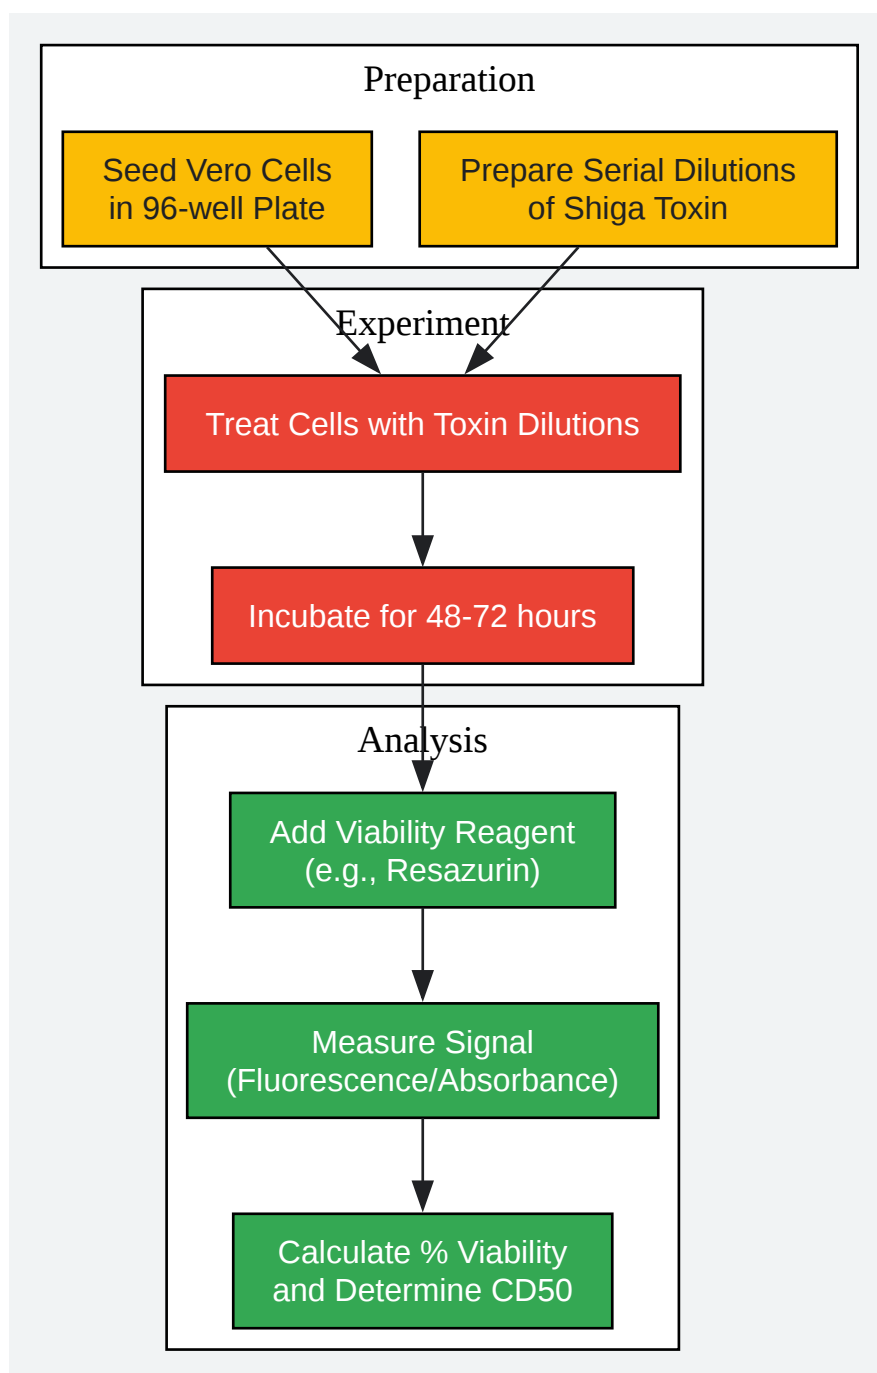 Preparation
Seed Vero Cells
in 96-well Plate
Prepare Serial Dilutions
of Shiga Toxin
Experiment
Treat Cells with Toxin Dilutions
Incubate for 48-72 hours
Analysis
Add Viability Reagent
(e.g., Resazurin)
Measure Signal
(Fluorescence/Absorbance)
Calculate % Viability
and Determine CD50